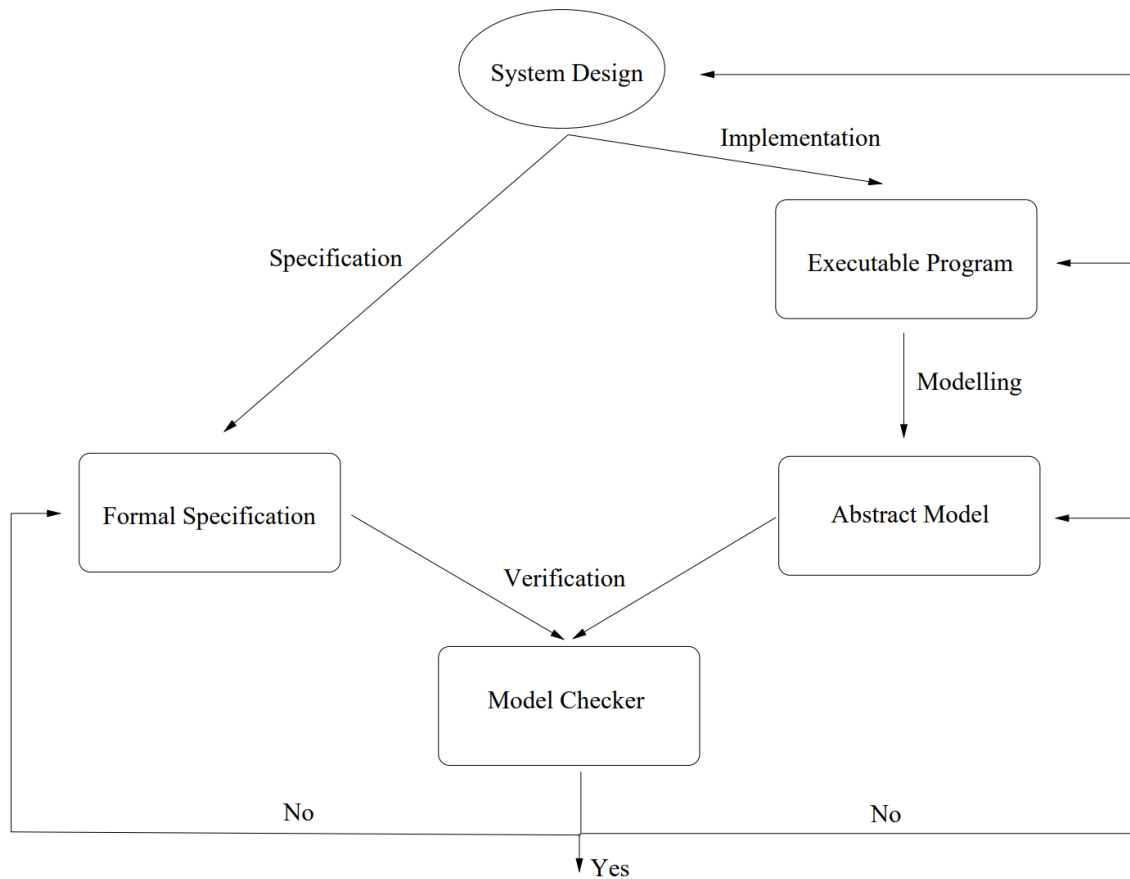 System Design
Implementation
Specification
Executable Program
Modelling
Formal Specification
Abstract Model
Verification
Model Checker
No
No
Yes